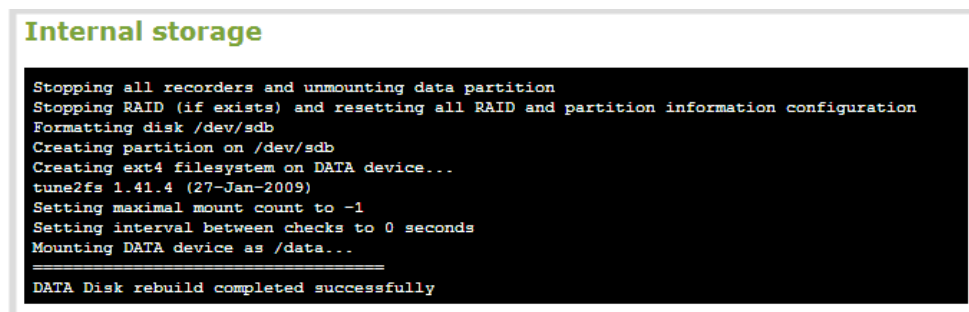 Internal storage
Stopping all recorders and unmounting data partition
Stopping RAID (if exists) and resetting all RAID and partition information configuration
Formatting disk /dev/sdb
Creating partition on /dev/sdb
Creating ext4 filesystem on DATA device...
tune2fs 1.41.4 (27-Jan-2009)
Setting maximal mount count to -1
Setting interval between checks to 0 seconds
Mounting DATA device as /data...
===================================
DATA Disk rebuild completed successfully